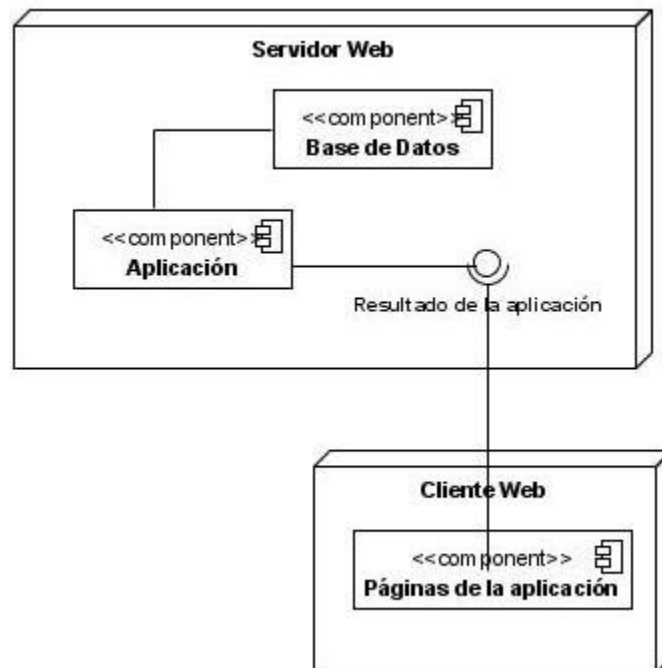 Servidor Web
<<component>>
Base de Datos
<<component>>
Aplicación
Resultado de la aplicación
Cliente Web
<<component>>
Páginas de la aplicación